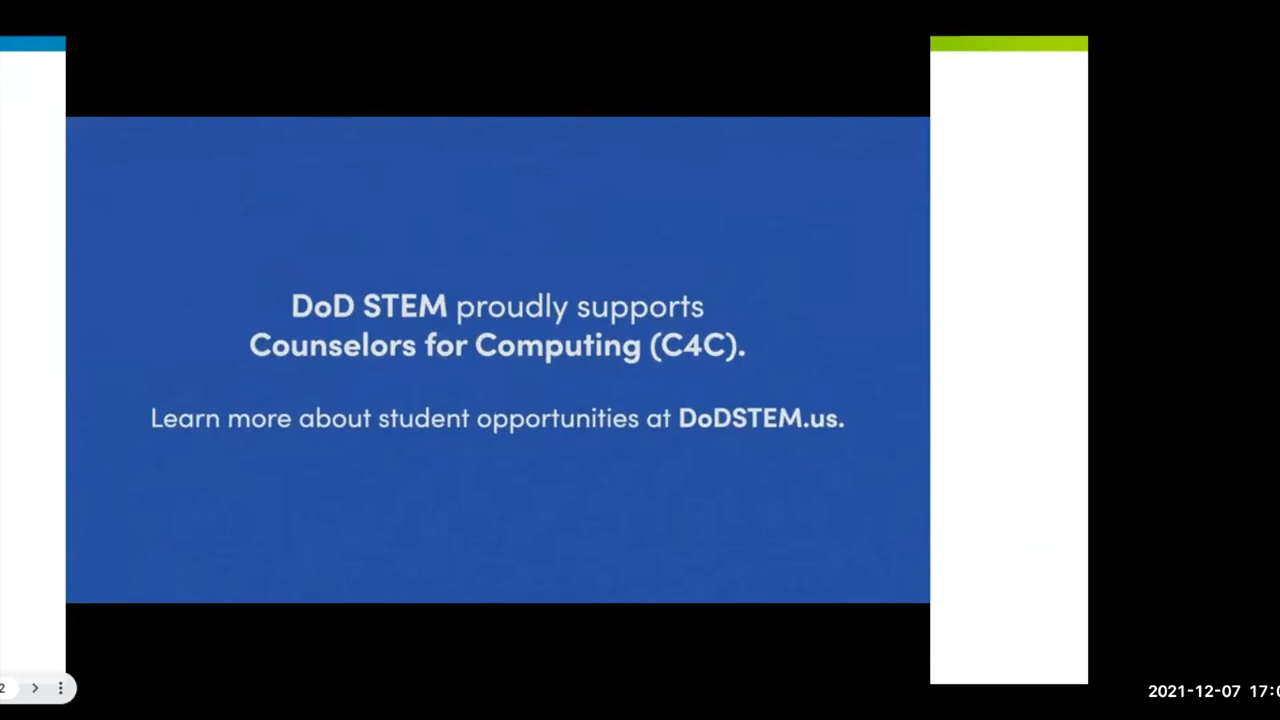 DoD STEM proudly supports
Counselors for Computing (C4C).
Learn more about student opportunities at DoDSTEM.us.
2
2021-12-07 17:0